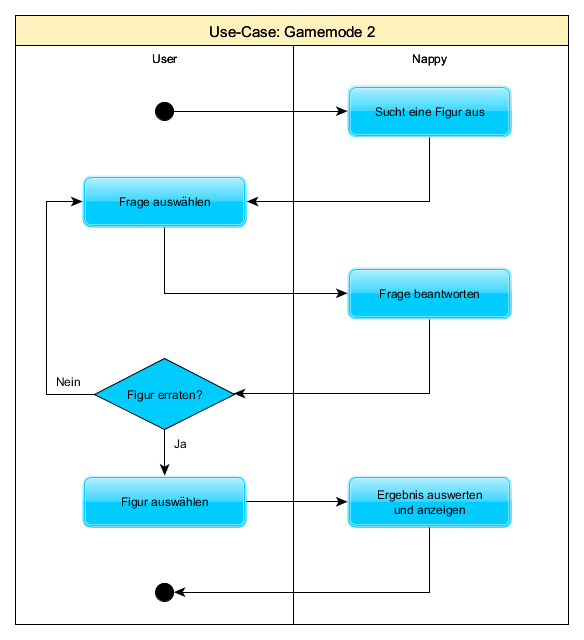 Use-Case: Gamemode 2
User
Nappy
Sucht eine Figur aus
Frage auswählen
Frage beantworten
Nein
Figur erraten?
Ja
Figur auswählen
Ergebnis auswerten
und anzeigen